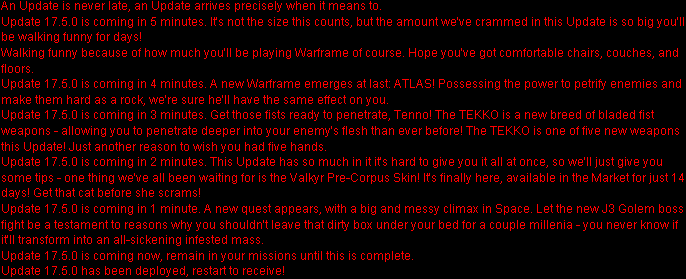 An Update is never late, an Update arrives precisely when it means to.
Update 17.5.0 is coming in 5 minutes. It's not the size this counts, but the amount we've crammed in this Update is so big you'll
be walking funny for days!
Walking funny because of how much you'll be playing Warframe of course. Hope you've got comfortable chairs, couches, and
floors.
Update 17.5.0 is coming in 4 minutes. A new Warframe emerges at last: ATLAS! Possessing the power to petrify enemies and
make them hard as a rock, we're sure he'll have the same effect on you.
Update 17.5.0 is coming in 3 minutes. Get those fists ready to penetrate, Tenno! The TEKKO is a new breed of bladed fist
weapons - allowing you to penetrate deeper into your enemy's flesh than ever before! The TEKKO is one of five new weapons
this Update! Just another reason to wish you had five hands.
Update 17.5.0 is coming in 2 minutes. This Update has so much in it it's hard to give you it all at once, so we'll just give you
some tips - one thing we've all been waiting for is the Valkyr Pre-Corpus Skin! It's finally here, available in the Market for just 14
days! Get that cat before she scrams!
Update 17.5.0 is coming in 1 minute. A new quest appears, with a big and messy climax in Space. Let the new J3 Golem boss
fight be a testament to reasons why you shouldn't leave that dirty box under your bed for a couple millenia - you never know if
it'll transform into an all-sickening infested mass.
Update 17.5.0 is coming now, remain in your missions until this is complete.
Update 17.5.0 has been deployed, restart to receive!